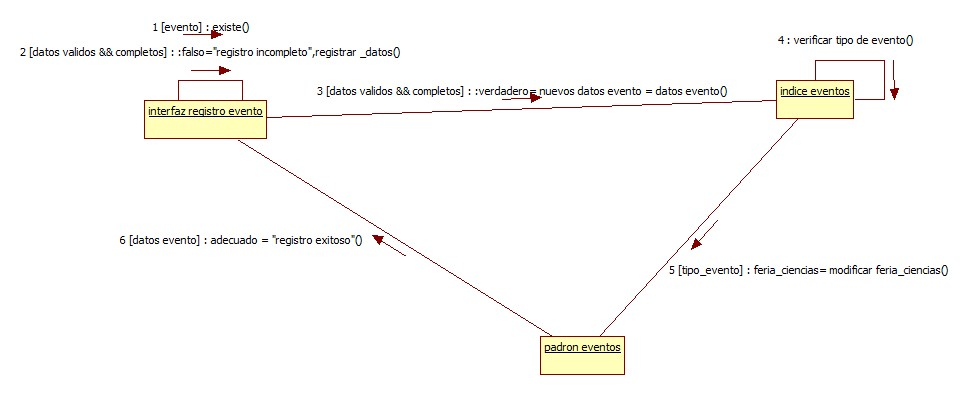 1 [evento] : existe()
2 [datos validos && completos] : :falso="registro incompleto",registrar _datos()
4 : verificar tipo de evento()
3 [datos validos && completos] : :verdadero= nuevos datos evento = datos evento()
indice eventos
interfaz registro evento
6 [datos evento] : adecuado = "registro exitoso"()
5 [tipo_evento] : feria_ciencias= modificar feria_ciencias()
padron eventos